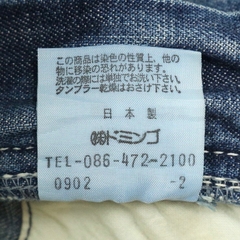 この商品は染色の性質上、他の
物に移染の恐れがあります。
洗濯の際には単独でお洗い下さい。
タンブラー乾燥はおさけ下さい。
日本製
㈱ドミンゴ
TEL-086-472-2100
0902 -2